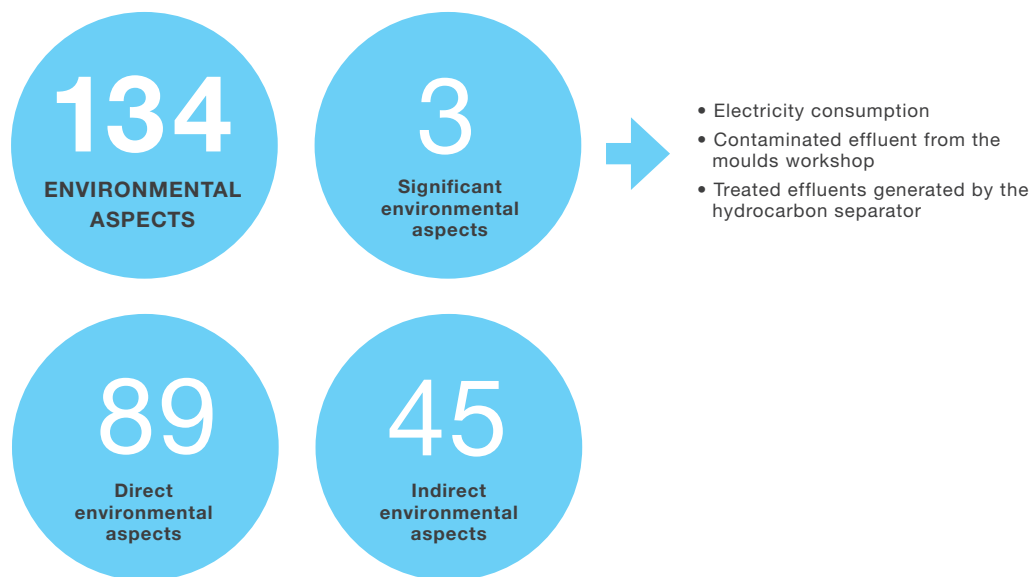 134
ENVIRONMENTAL
ASPECTS
3
Significant
environmental
aspects
• Electricity consumption
• Contaminated effluent from the
moulds workshop
• Treated effluents generated by the
hydrocarbon separator
89
Direct
environmental
aspects
45
Indirect
environmental
aspects